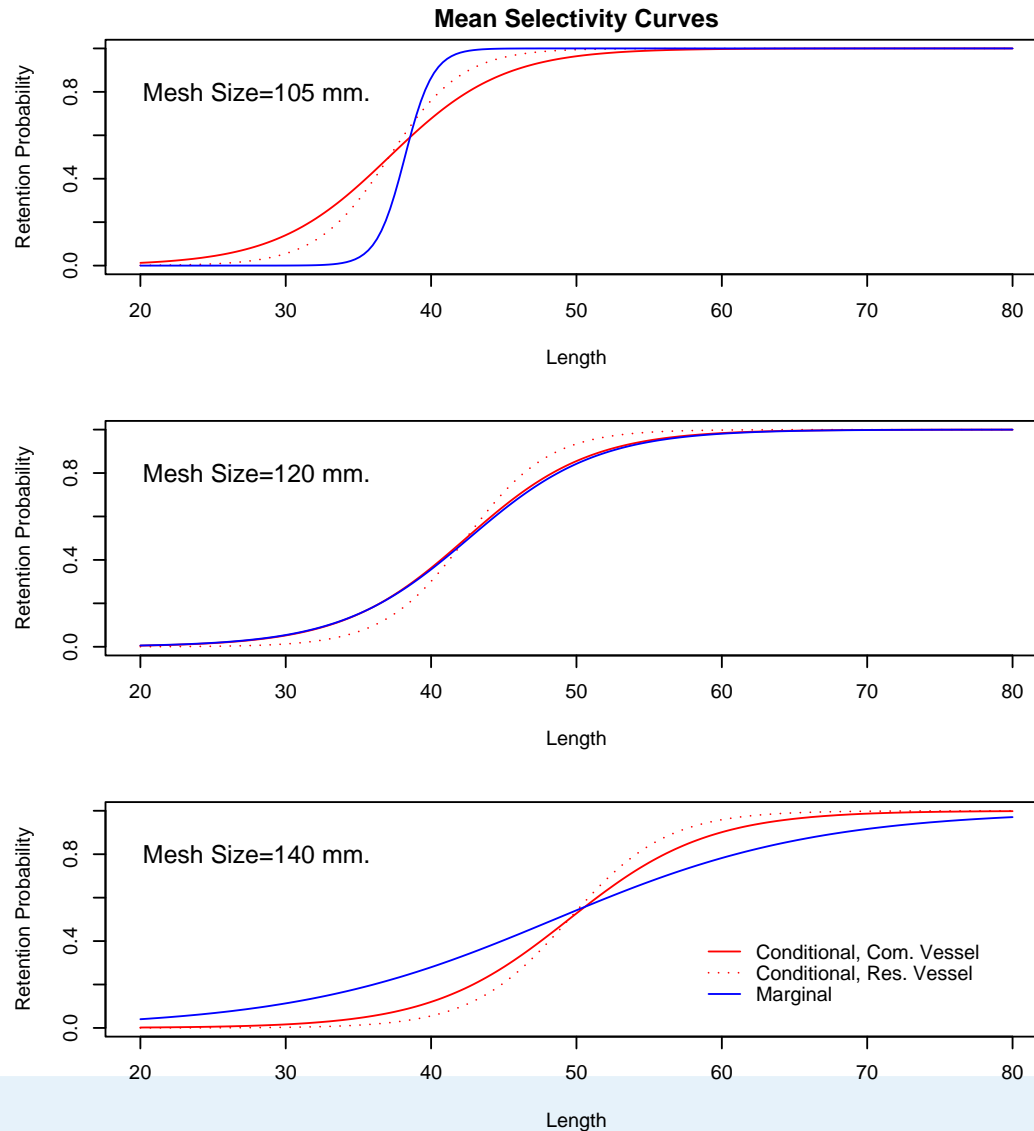 Mean Selectivity Curves
Mesh Size=105 mm.
Retention Probability
0.0 0.4 0.8
20 30 40 50 60 70 80
Length
Mesh Size=120 mm.
Retention Probability
0.0 0.4 0.8
20 30 40 50 60 70 80
Length
Mesh Size=140 mm.
Retention Probability
0.0 0.4 0.8
Conditional, Com. Vessel
Conditional, Res. Vessel
Marginal
20 30 40 50 60 70 80
Length